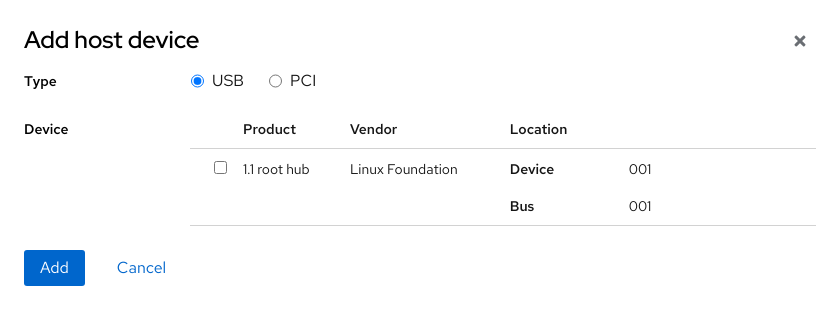 Add host device
Type USB PCI
Device Product Vendor Location
1.1 root hub Linux Foundation Device 001
Bus 001
Add Cancel